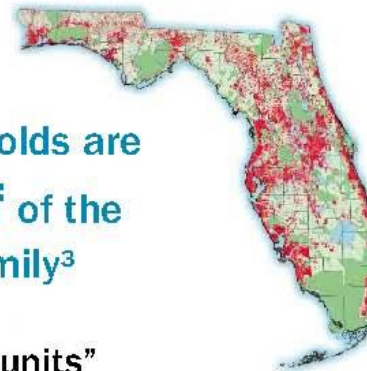 olds are
of the
mily³
units”